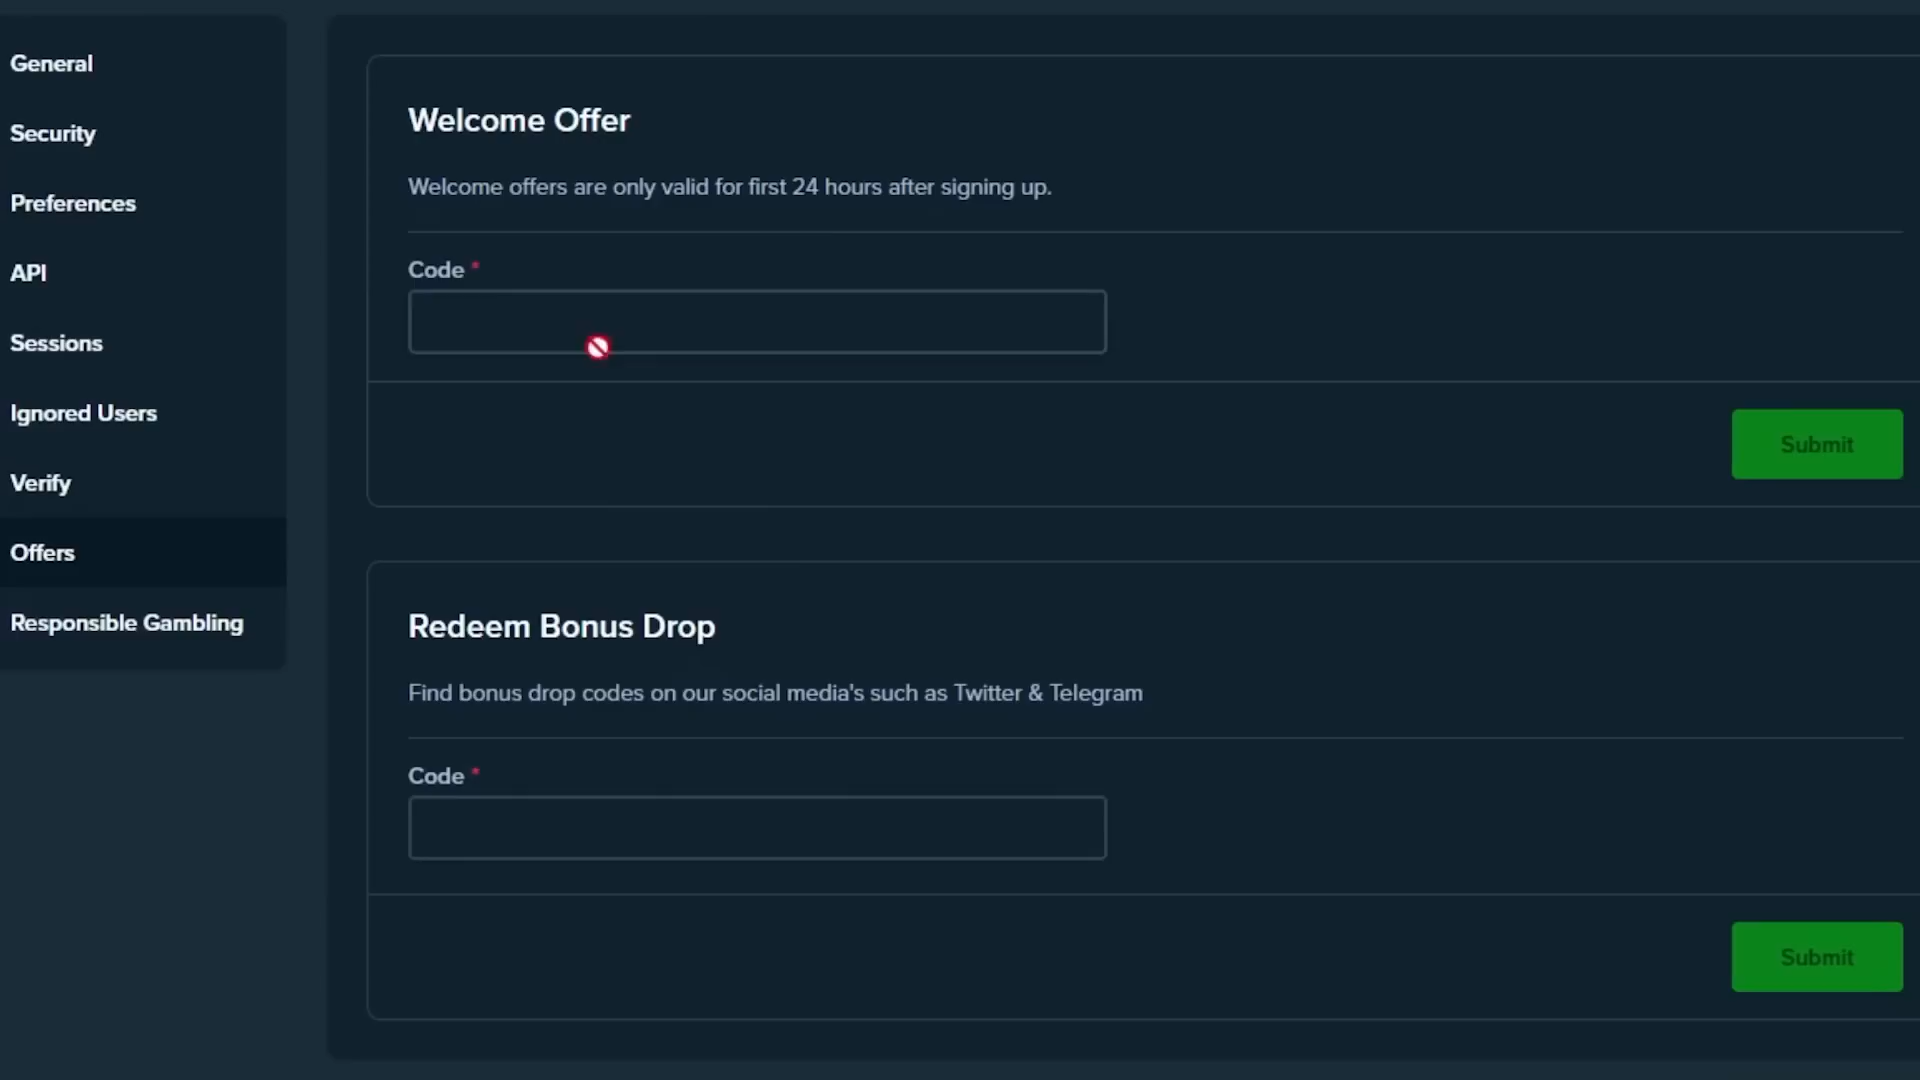 General
Security
Preferences
API
Sessions
Ignored Users
Verify
Offers
Responsible Gambling
Welcome Offer
Welcome offers are only valid for first 24 hours after signing up.
Code *
Submit
Redeem Bonus Drop
Find bonus drop codes on our social media's such as Twitter & Telegram
Code *
Submit